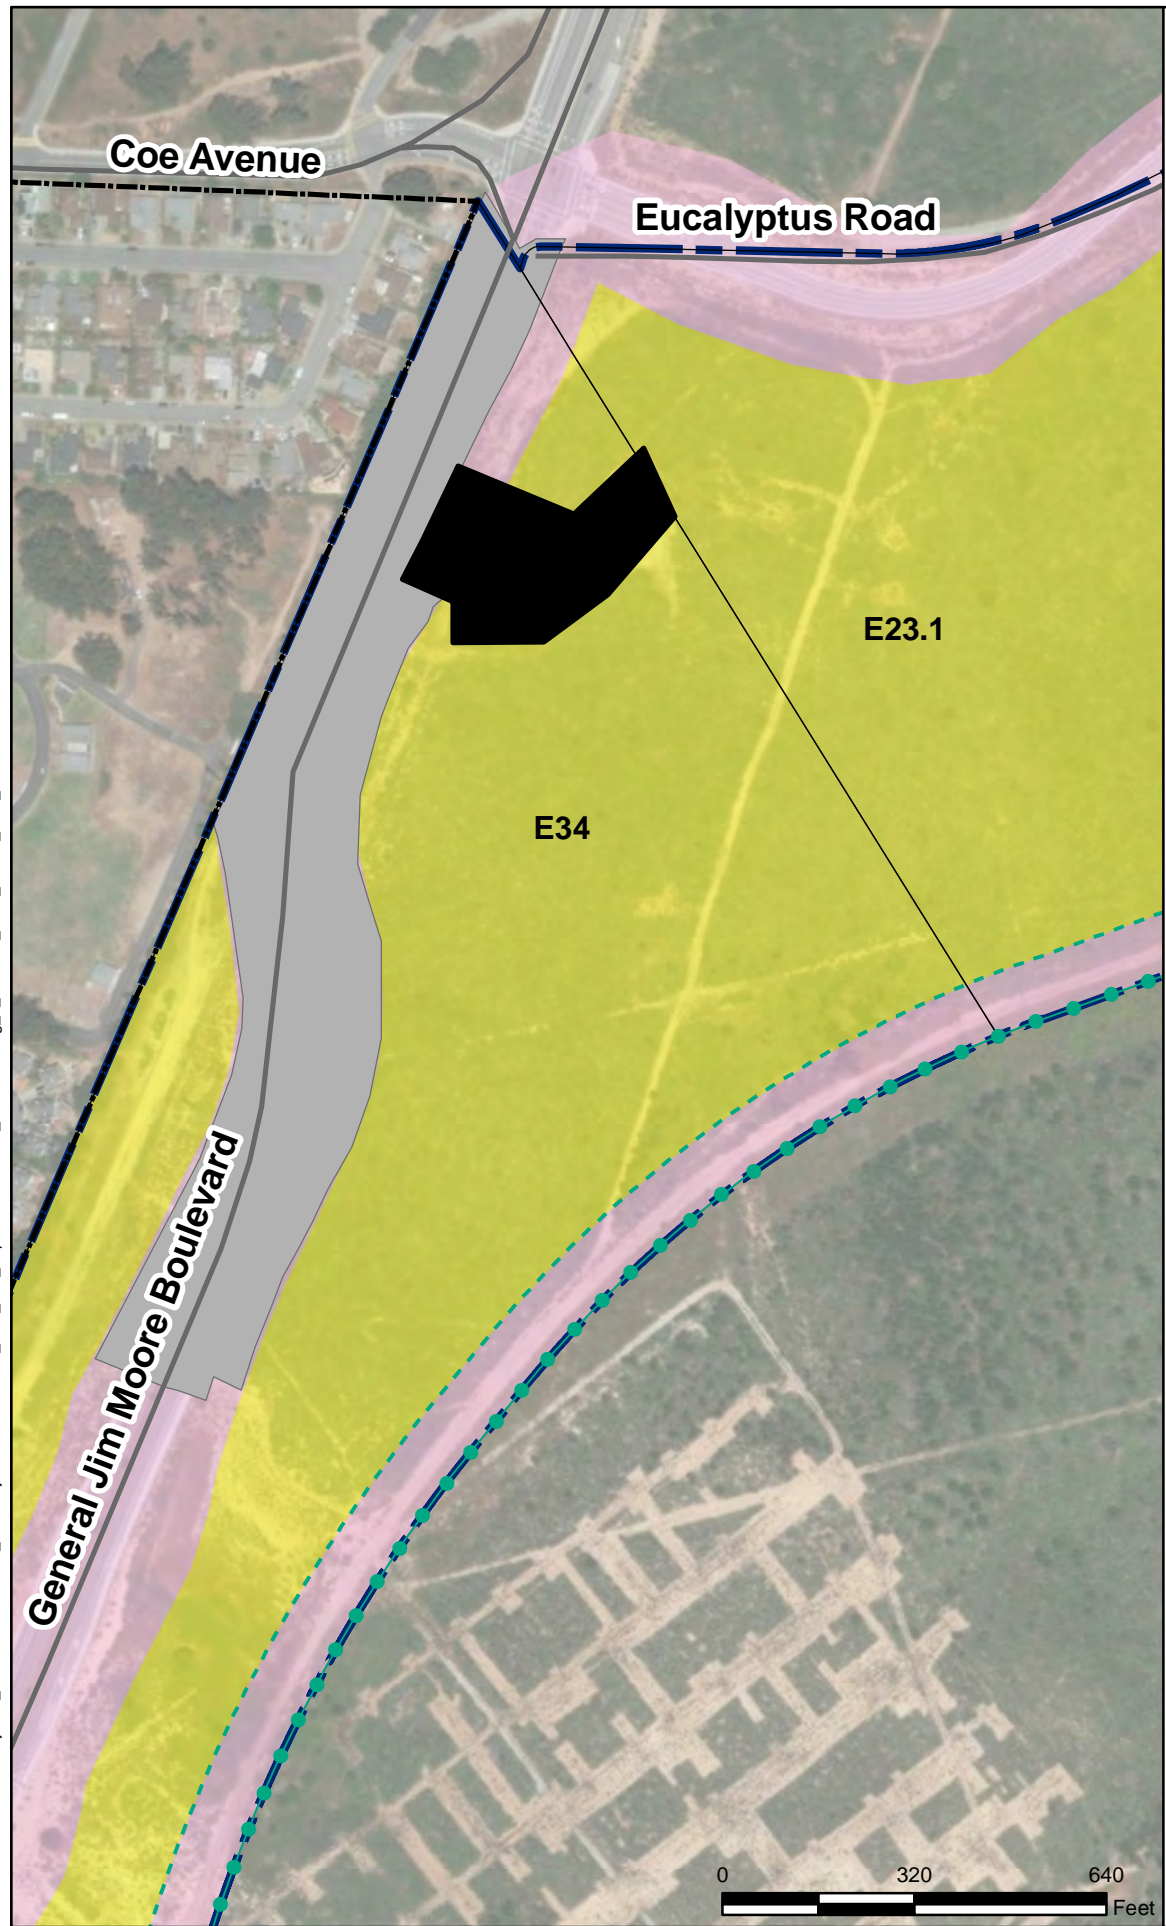 Coe Avenue
Eucalyptus Road
E23.1
E34
General Jim Moore Boulevard
0 320 640
Feet